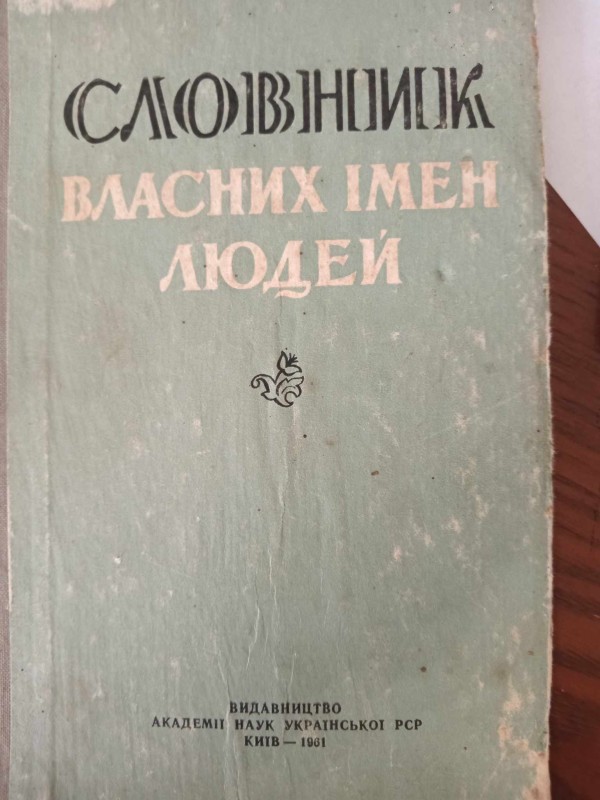 СЛОВНИК
ВЛАСНИХ ІМЕН
ЛЮДЕЙ
ВИДАВНИЦТВО
АКАДЕМІЇ НАУК УКРАЇНСЬКОЇ РСР
КИЇВ — 1961